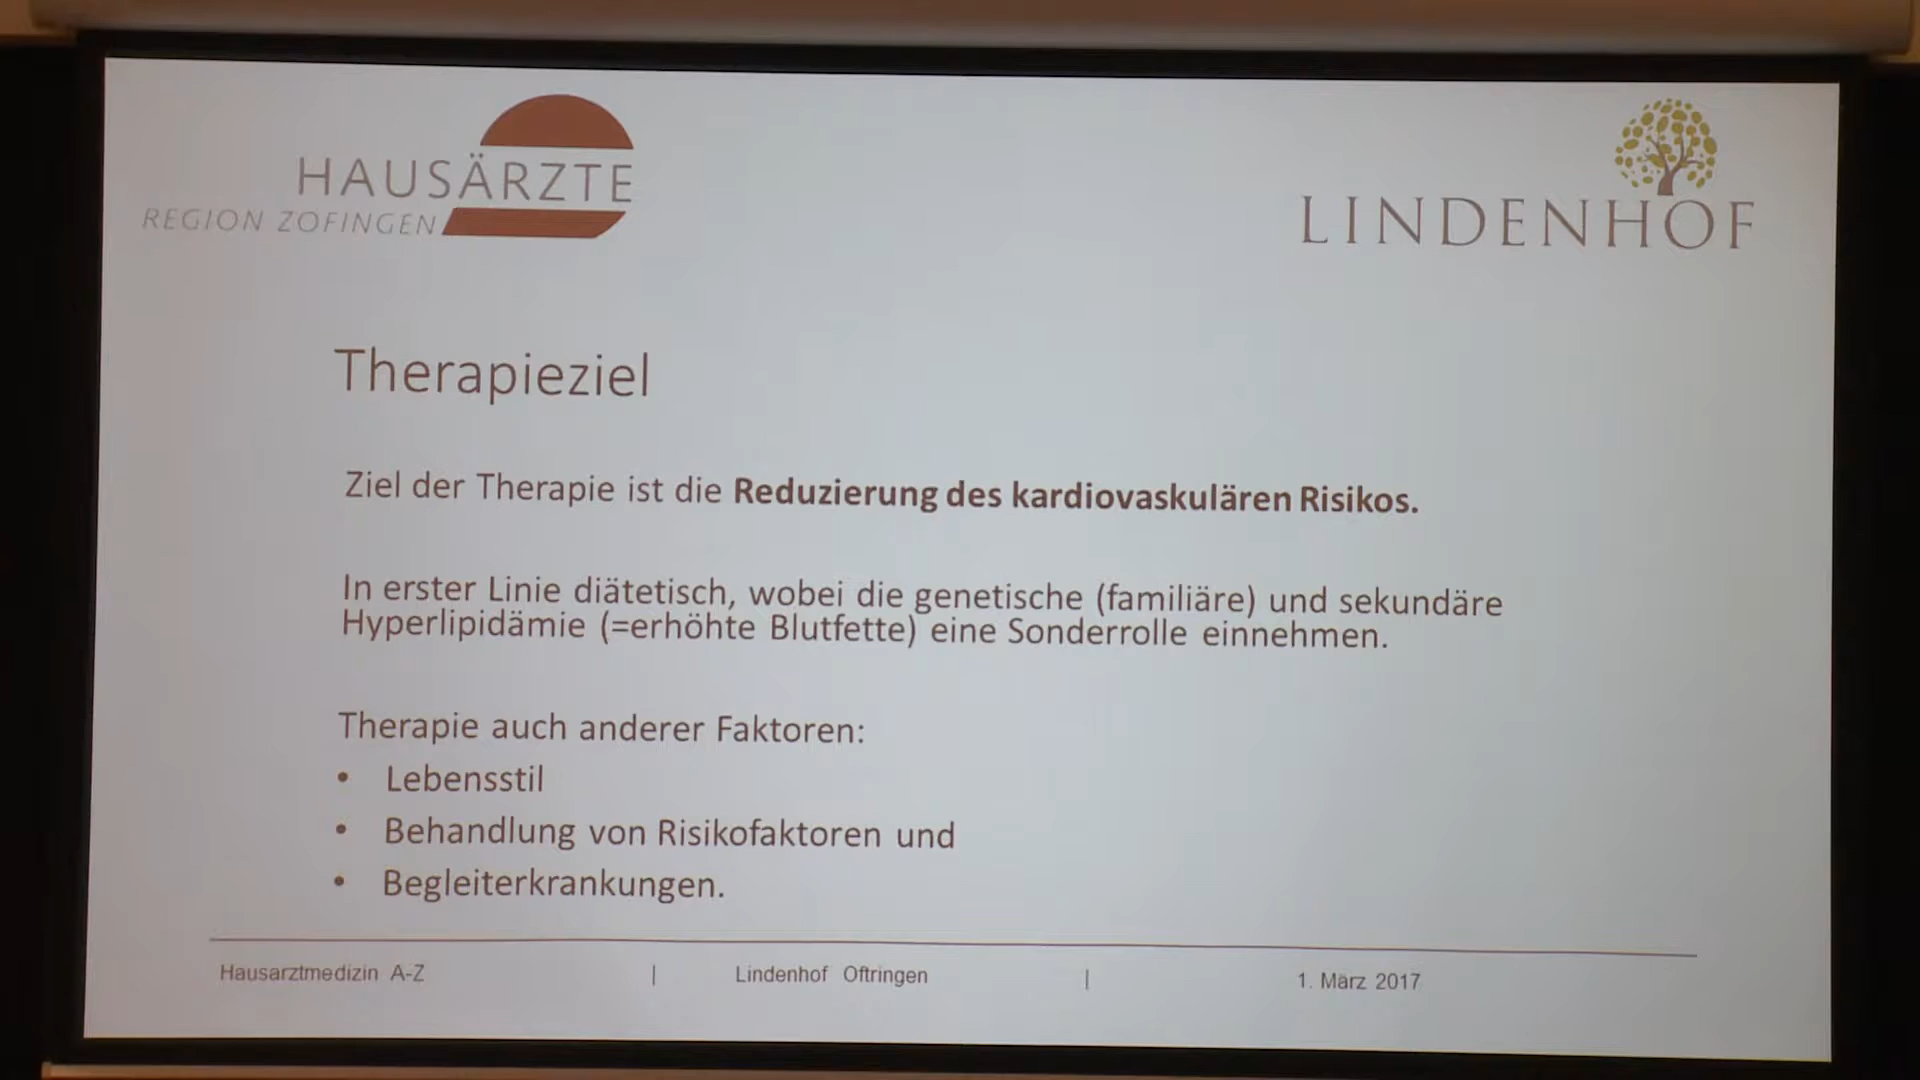 HAUSÄRZTE
REGION ZOFINGEN
LINDENHOF
Therapieziel
Ziel der Therapie ist die Reduzierung des kardiovaskulären Risikos.
In erster Linie diätetisch, wobei die genetische (familiäre) und sekundäre
Hyperlipidämie (=erhöhte Blutfette) eine Sonderrolle einnehmen.
Therapie auch anderer Faktoren:
• Lebensstil
• Behandlung von Risikofaktoren und
• Begleiterkrankungen.
Hausarztmedizin A-Z | Lindenhof Oftringen | 1. März 2017